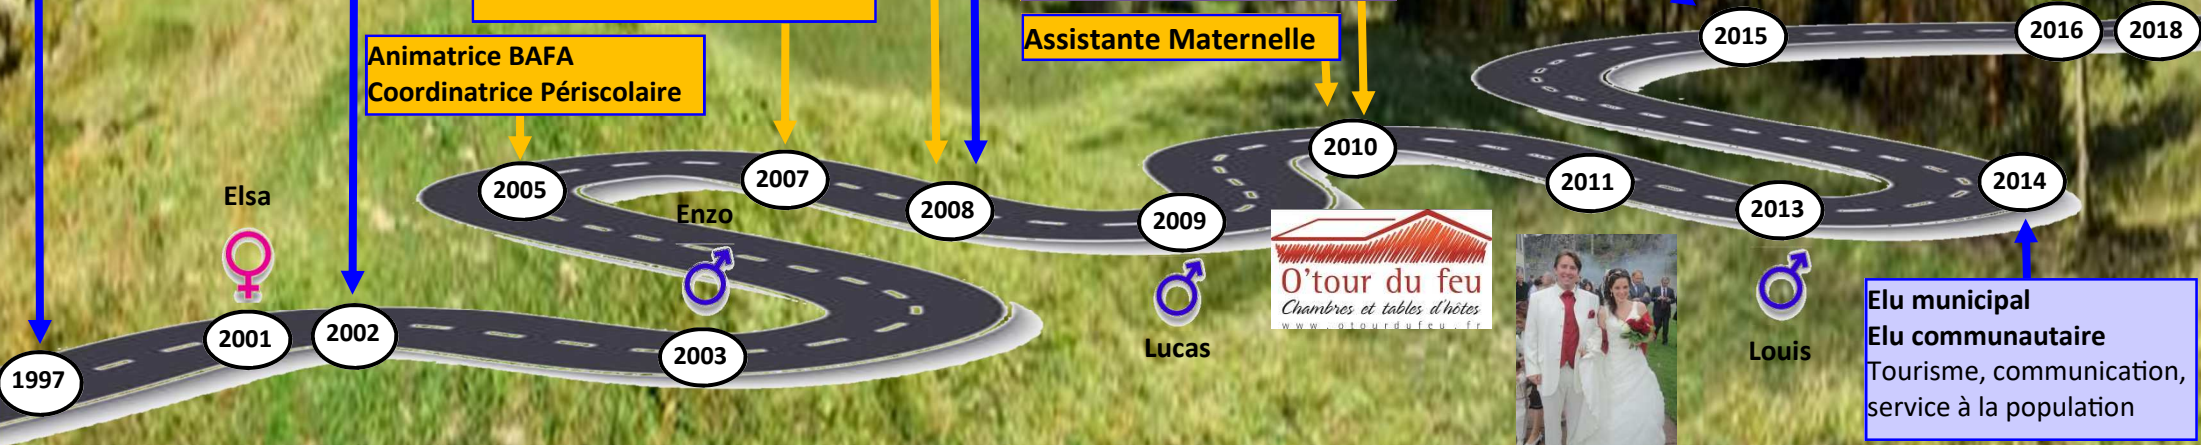 Animatrice BAFA
Coordinatrice Périscolaire
Assistante Maternelle
2015
2016
2018
2005
2007
2008
2009
2010
2011
2013
2014
Elsa
Enzo
1997
2001
2002
2003
Lucas
O'tour du feu
Chambres et tables d'hôtes
www.otourdufeu.fr
Louis
Elu municipal
Elu communautaire
Tourisme, communication,
service à la population